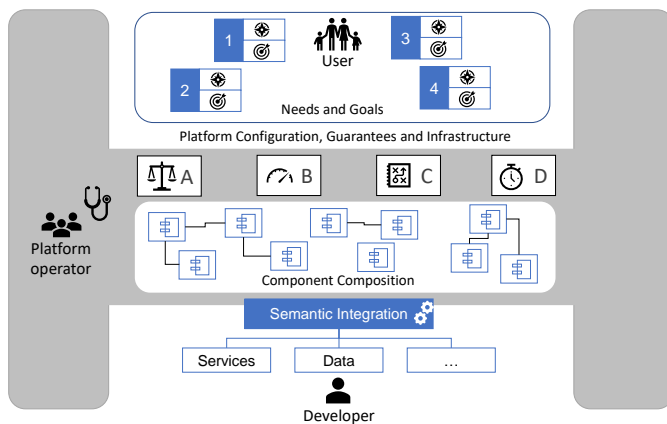 1
3
User
2
4
Needs and Goals
Platform Configuration, Guarantees and Infrastructure
A
B
C
D
Platform
operator
Component Composition
Semantic Integration
Services
Data
...
Developer